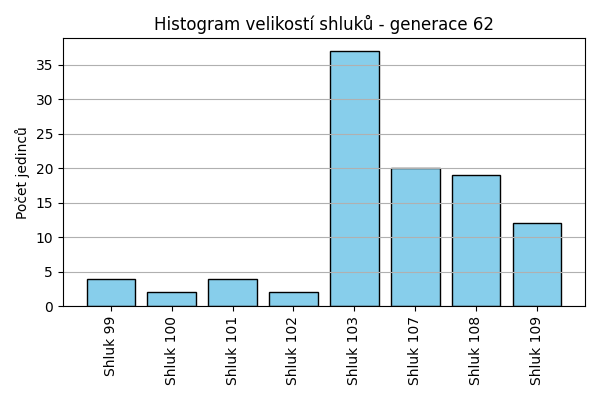 Histogram velikostí shluků - generace 62
Počet jedinců
35
30
25
20
15
10
5
0
Shluk 99
Shluk 100
Shluk 101
Shluk 102
Shluk 103
Shluk 107
Shluk 108
Shluk 109